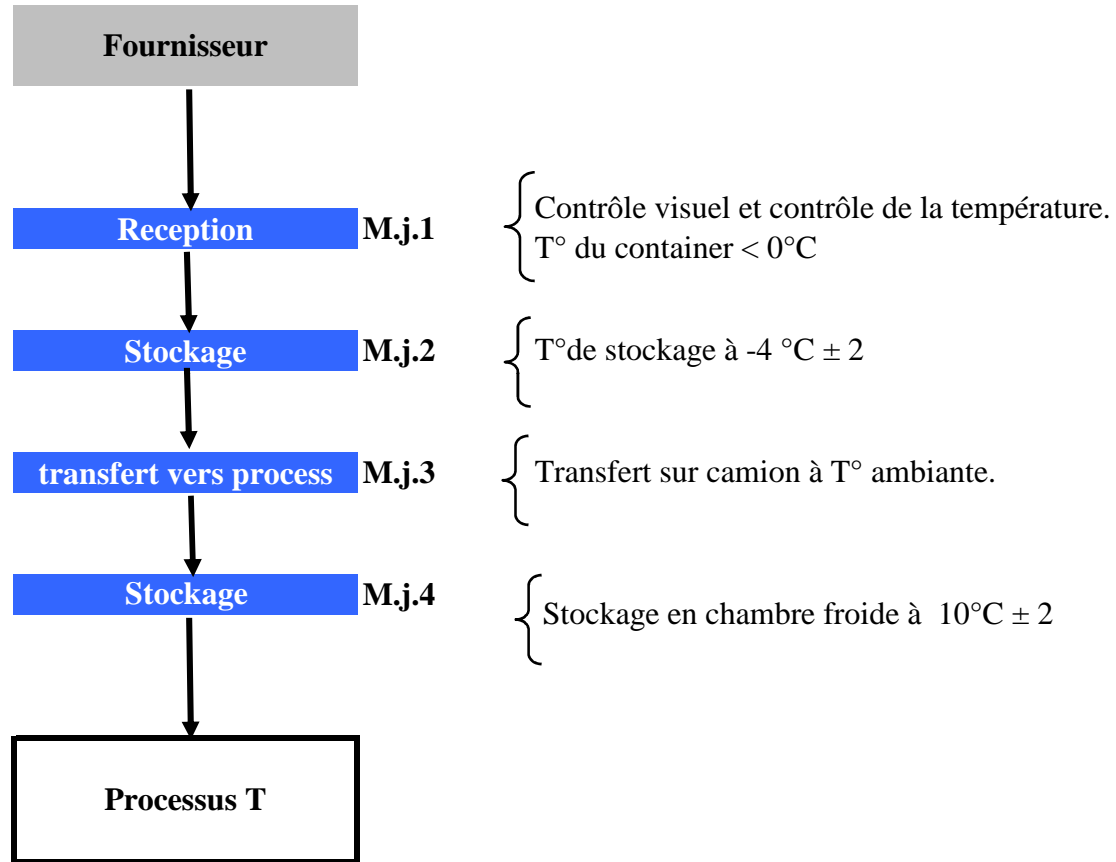 Fournisseur
Reception M.j.1
Contrôle visuel et contrôle de la température.
T° du container < 0°C
Stockage M.j.2
T°de stockage à -4 °C ± 2
transfert vers process M.j.3
Transfert sur camion à T° ambiante.
Stockage M.j.4
Stockage en chambre froide à 10°C ± 2
Processus T